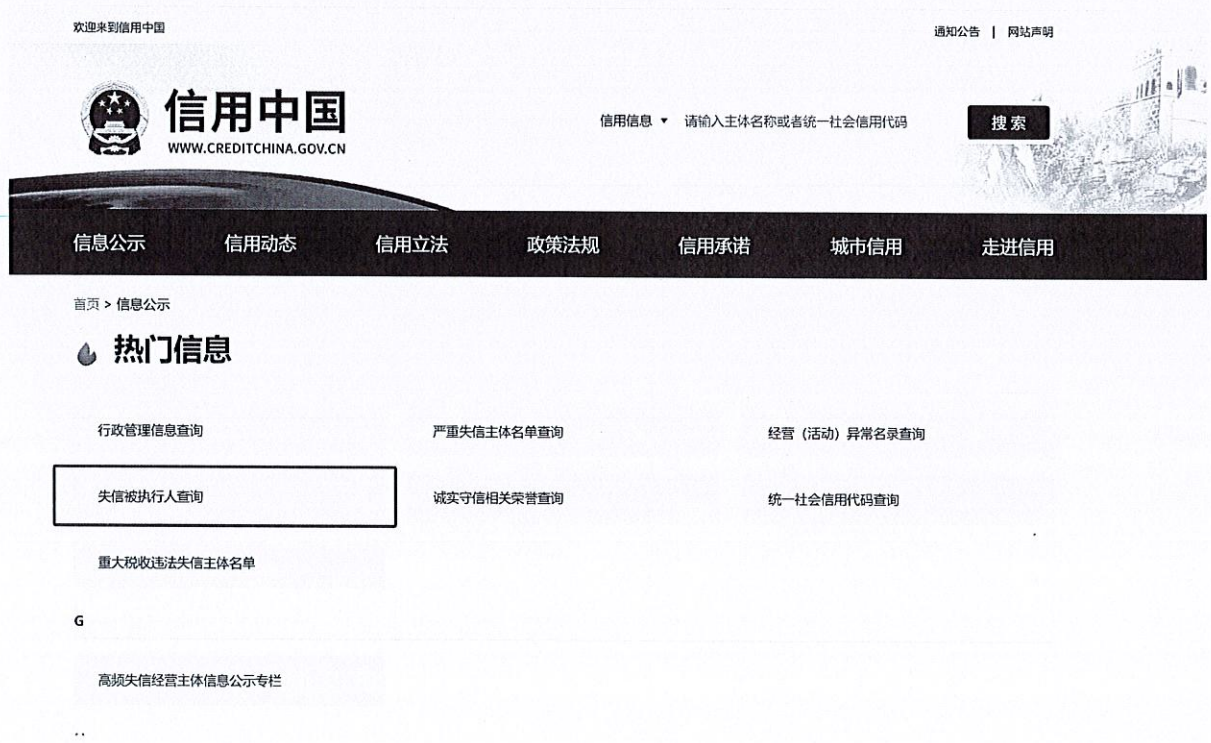 欢迎来到信用中国
通知公告 | 网站声明
信用中国
WWW.CREDITCHINA.GOV.CN
信用信息 ▼ 请输入主体名称或者统一社会信用代码 搜索
信息公示 信用动态 信用立法 政策法规 信用承诺 城市信用 走进信用
首页 > 信息公示
热门信息
行政管理信息查询 严重失信主体名单查询 经营（活动）异常名录查询
失信被执行人查询 诚实守信相关荣誉查询 统一社会信用代码查询
重大税收违法失信主体名单
G
高频失信经营主体信息公示专栏